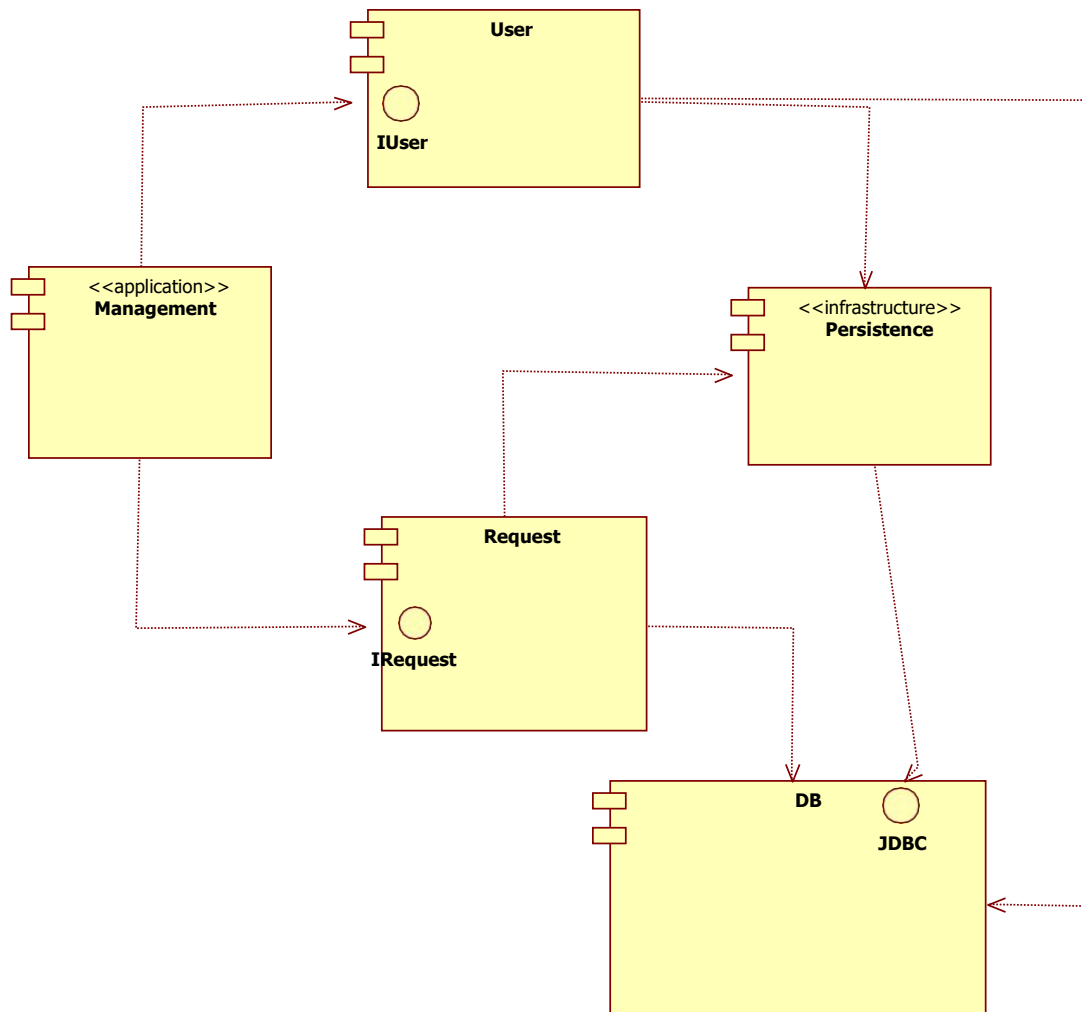 User
IUser
<<application>>
Management
<<infrastructure>>
Persistence
Request
IRequest
DB
JDBC